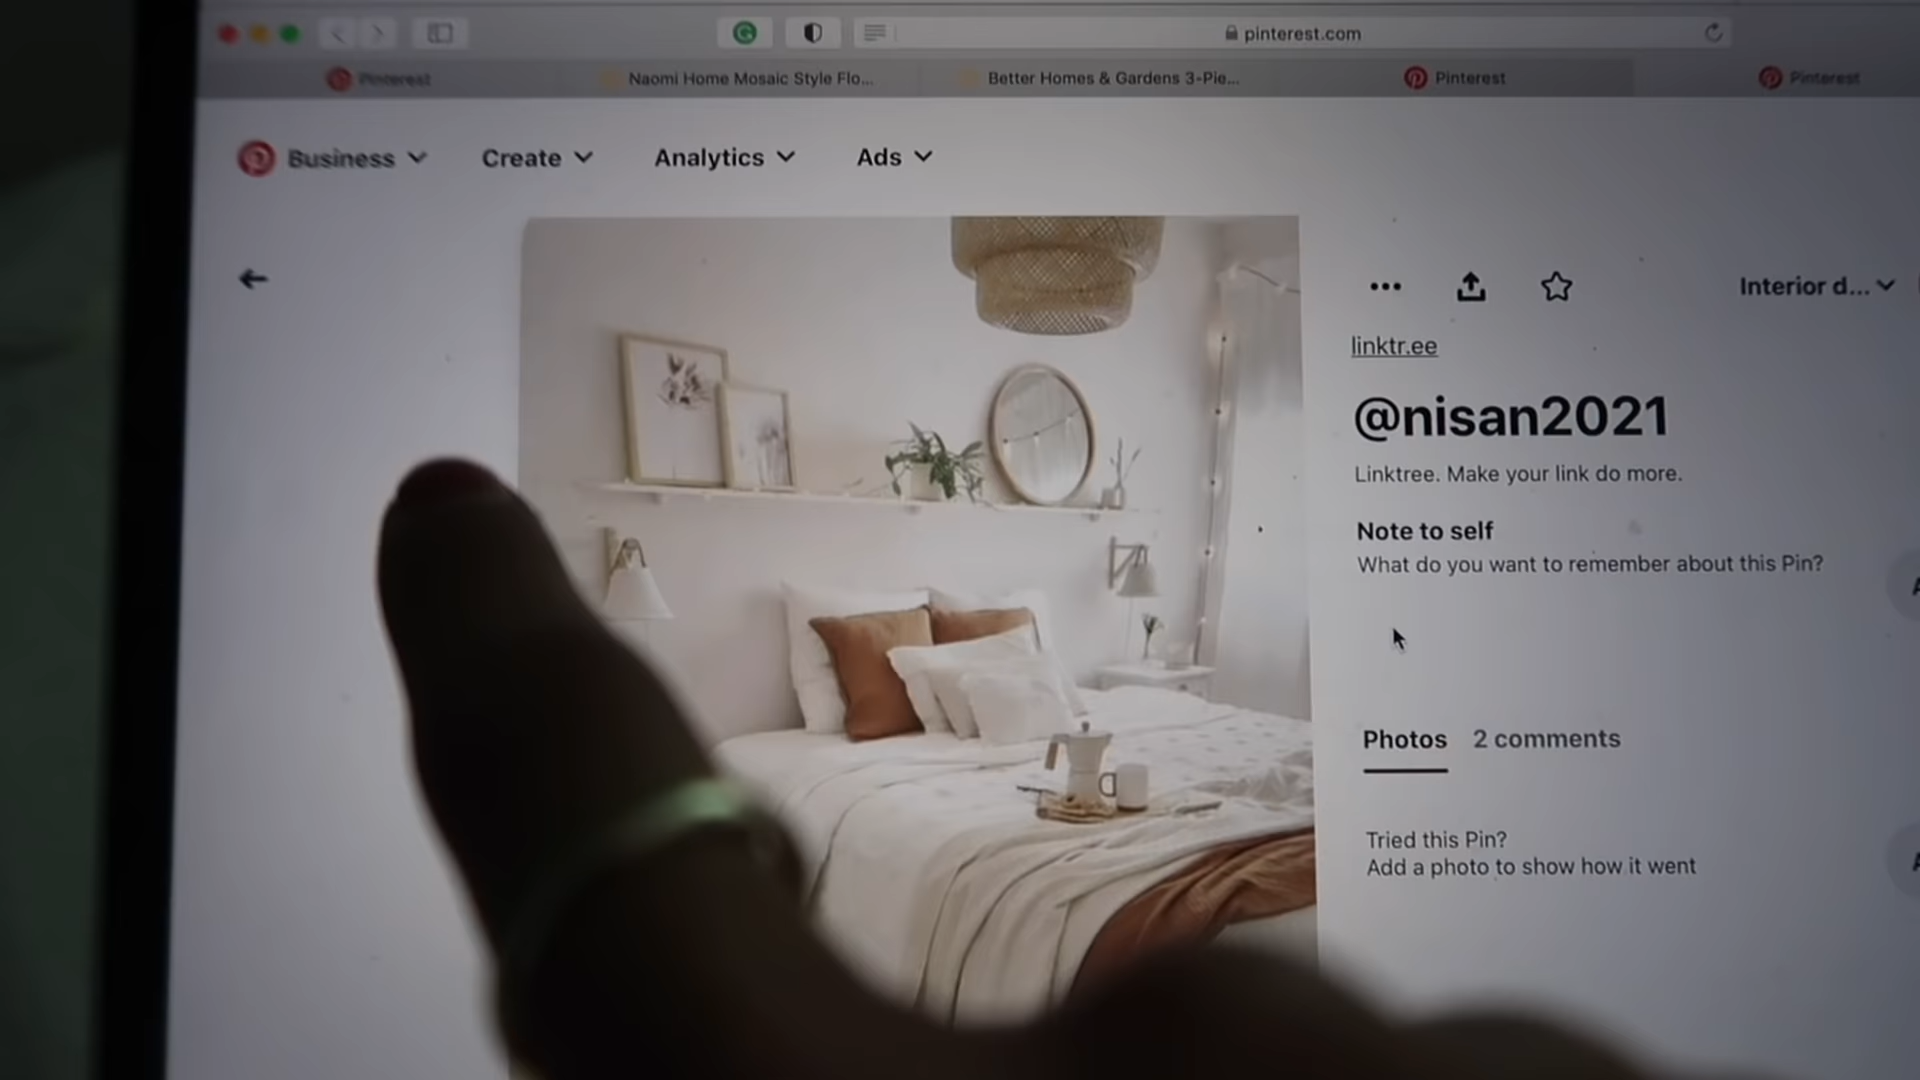 pinterest.com
Pinterest
Naomi Home Mosaic Style Flo...
Better Homes & Gardens 3-Pie...
Pinterest
Pinterest
Business
Create
Analytics
Ads
Interior d...
linktr.ee
@nisan2021
Linktree. Make your link do more.
Note to self
What do you want to remember about this Pin?
Photos
2 comments
Tried this Pin?
Add a photo to show how it went